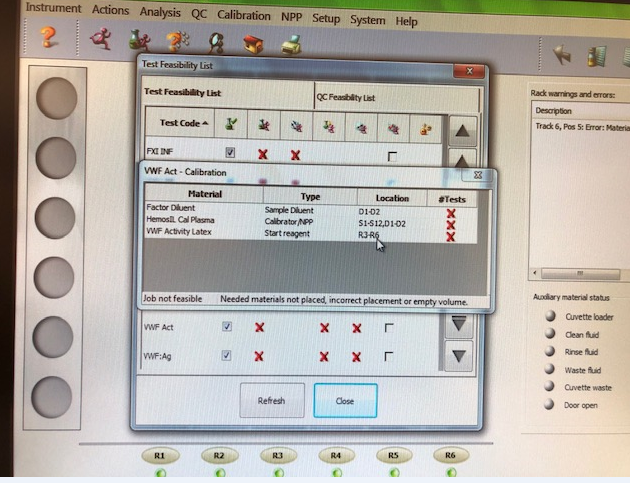 Instrument Actions Analysis QC Calibration NPP Setup System Help
Test Feasibility List
Test Feasibility List
QC Feasibility List
Test Code
FXI INF
VWF Act - Calibration
Material Type Location #Tests
Factor Diluent Sample Diluent D1-D2
HemosIL Cal Plasma Calibrator/NPP S1-S12,D1-D2
VWF Activity Latex Start reagent R3-R6
Job not feasible Needed materials not placed, incorrect placement or empty volume.
VWF Act
VWF:Ag
Refresh Close
Rack warnings and errors:
Description
Track 6, Pos 5: Error: Materia
Auxiliary material status
Cuvette loader
Clean fluid
Rinse fluid
Waste fluid
Cuvette waste
Door open
R1 R2 R3 R4 R5 R6